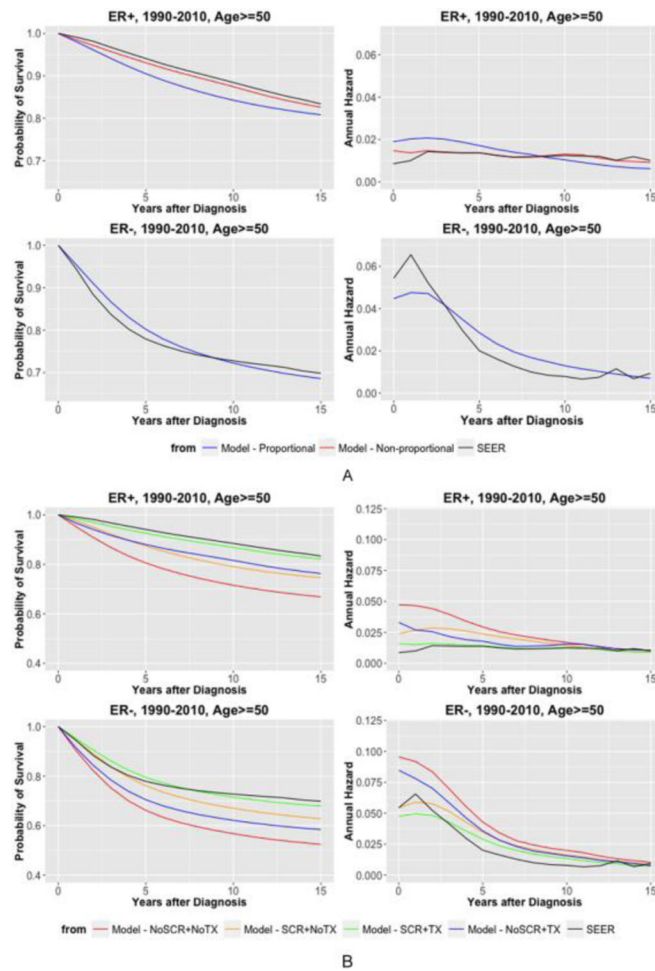 ER+, 1990-2010, Age>=50
Probability of Survival
1.0
0.9
0.8
0.7
0
5
10
15
Years after Diagnosis
ER+, 1990-2010, Age>=50
Annual Hazard
0.06
0.04
0.02
0.00
0
5
10
15
Years after Diagnosis
ER-, 1990-2010, Age>=50
Probability of Survival
1.0
0.9
0.8
0.7
0
5
10
15
Years after Diagnosis
ER-, 1990-2010, Age>=50
Annual Hazard
0.06
0.04
0.02
0.00
0
5
10
15
Years after Diagnosis
from Model - Proportional Model - Non-proportional SEER
A
ER+, 1990-2010, Age>=50
Probability of Survival
1.0
0.8
0.6
0.4
0
5
10
15
Years after Diagnosis
ER+, 1990-2010, Age>=50
Annual Hazard
0.125
0.100
0.075
0.050
0.025
0.000
0
5
10
15
Years after Diagnosis
ER-, 1990-2010, Age>=50
Probability of Survival
1.0
0.8
0.6
0.4
0
5
10
15
Years after Diagnosis
ER-, 1990-2010, Age>=50
Annual Hazard
0.125
0.100
0.075
0.050
0.025
0.000
0
5
10
15
Years after Diagnosis
from Model - NoSCR+NoTX Model - SCR+NoTX Model - SCR+TX Model - NoSCR+TX SEER
B